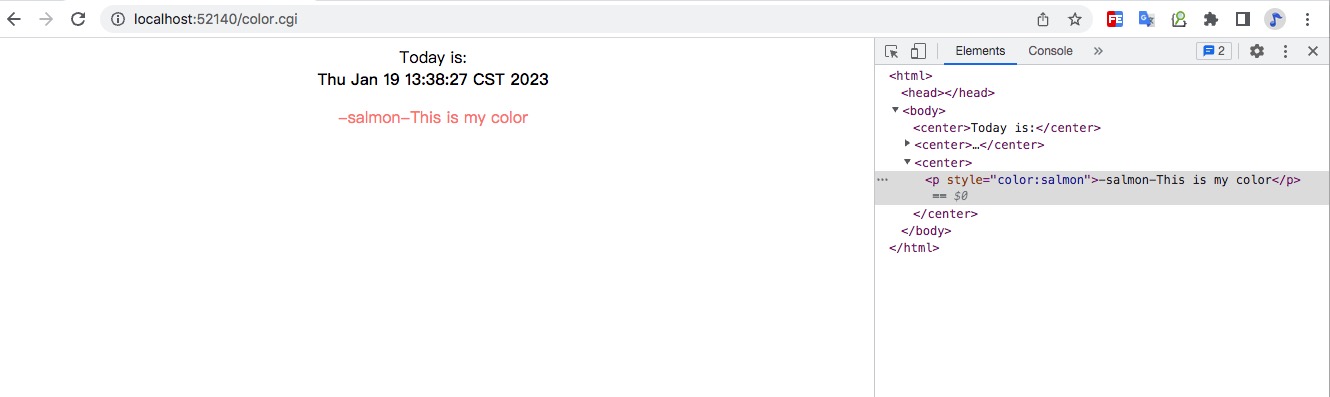 localhost:52140/color.cgi
Today is:
Thu Jan 19 13:38:27 CST 2023
-salmon-This is my color
Elements Console » 2
<html>
<head></head>
<body>
<center>Today is:</center>
<center>…</center>
<center>
<p style="color:salmon">-salmon-This is my color</p>
== $0
</center>
</body>
</html>